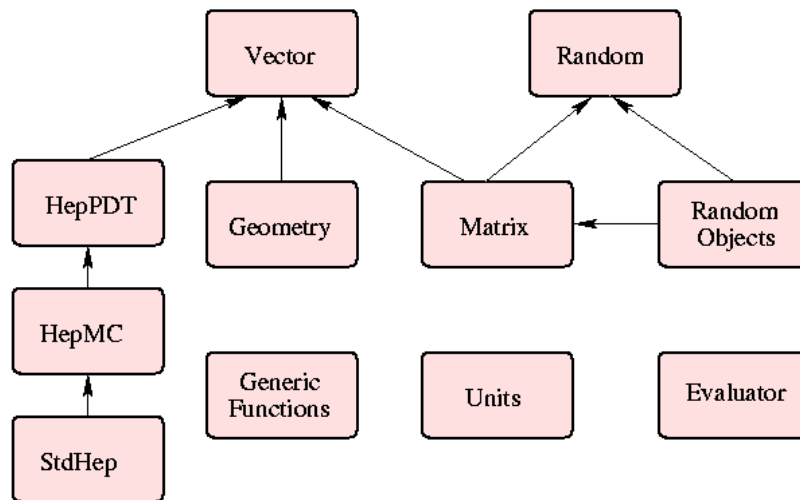 Vector
Random
HepPDT
Geometry
Matrix
Random
Objects
HepMC
Generic
Functions
Units
Evaluator
StdHep